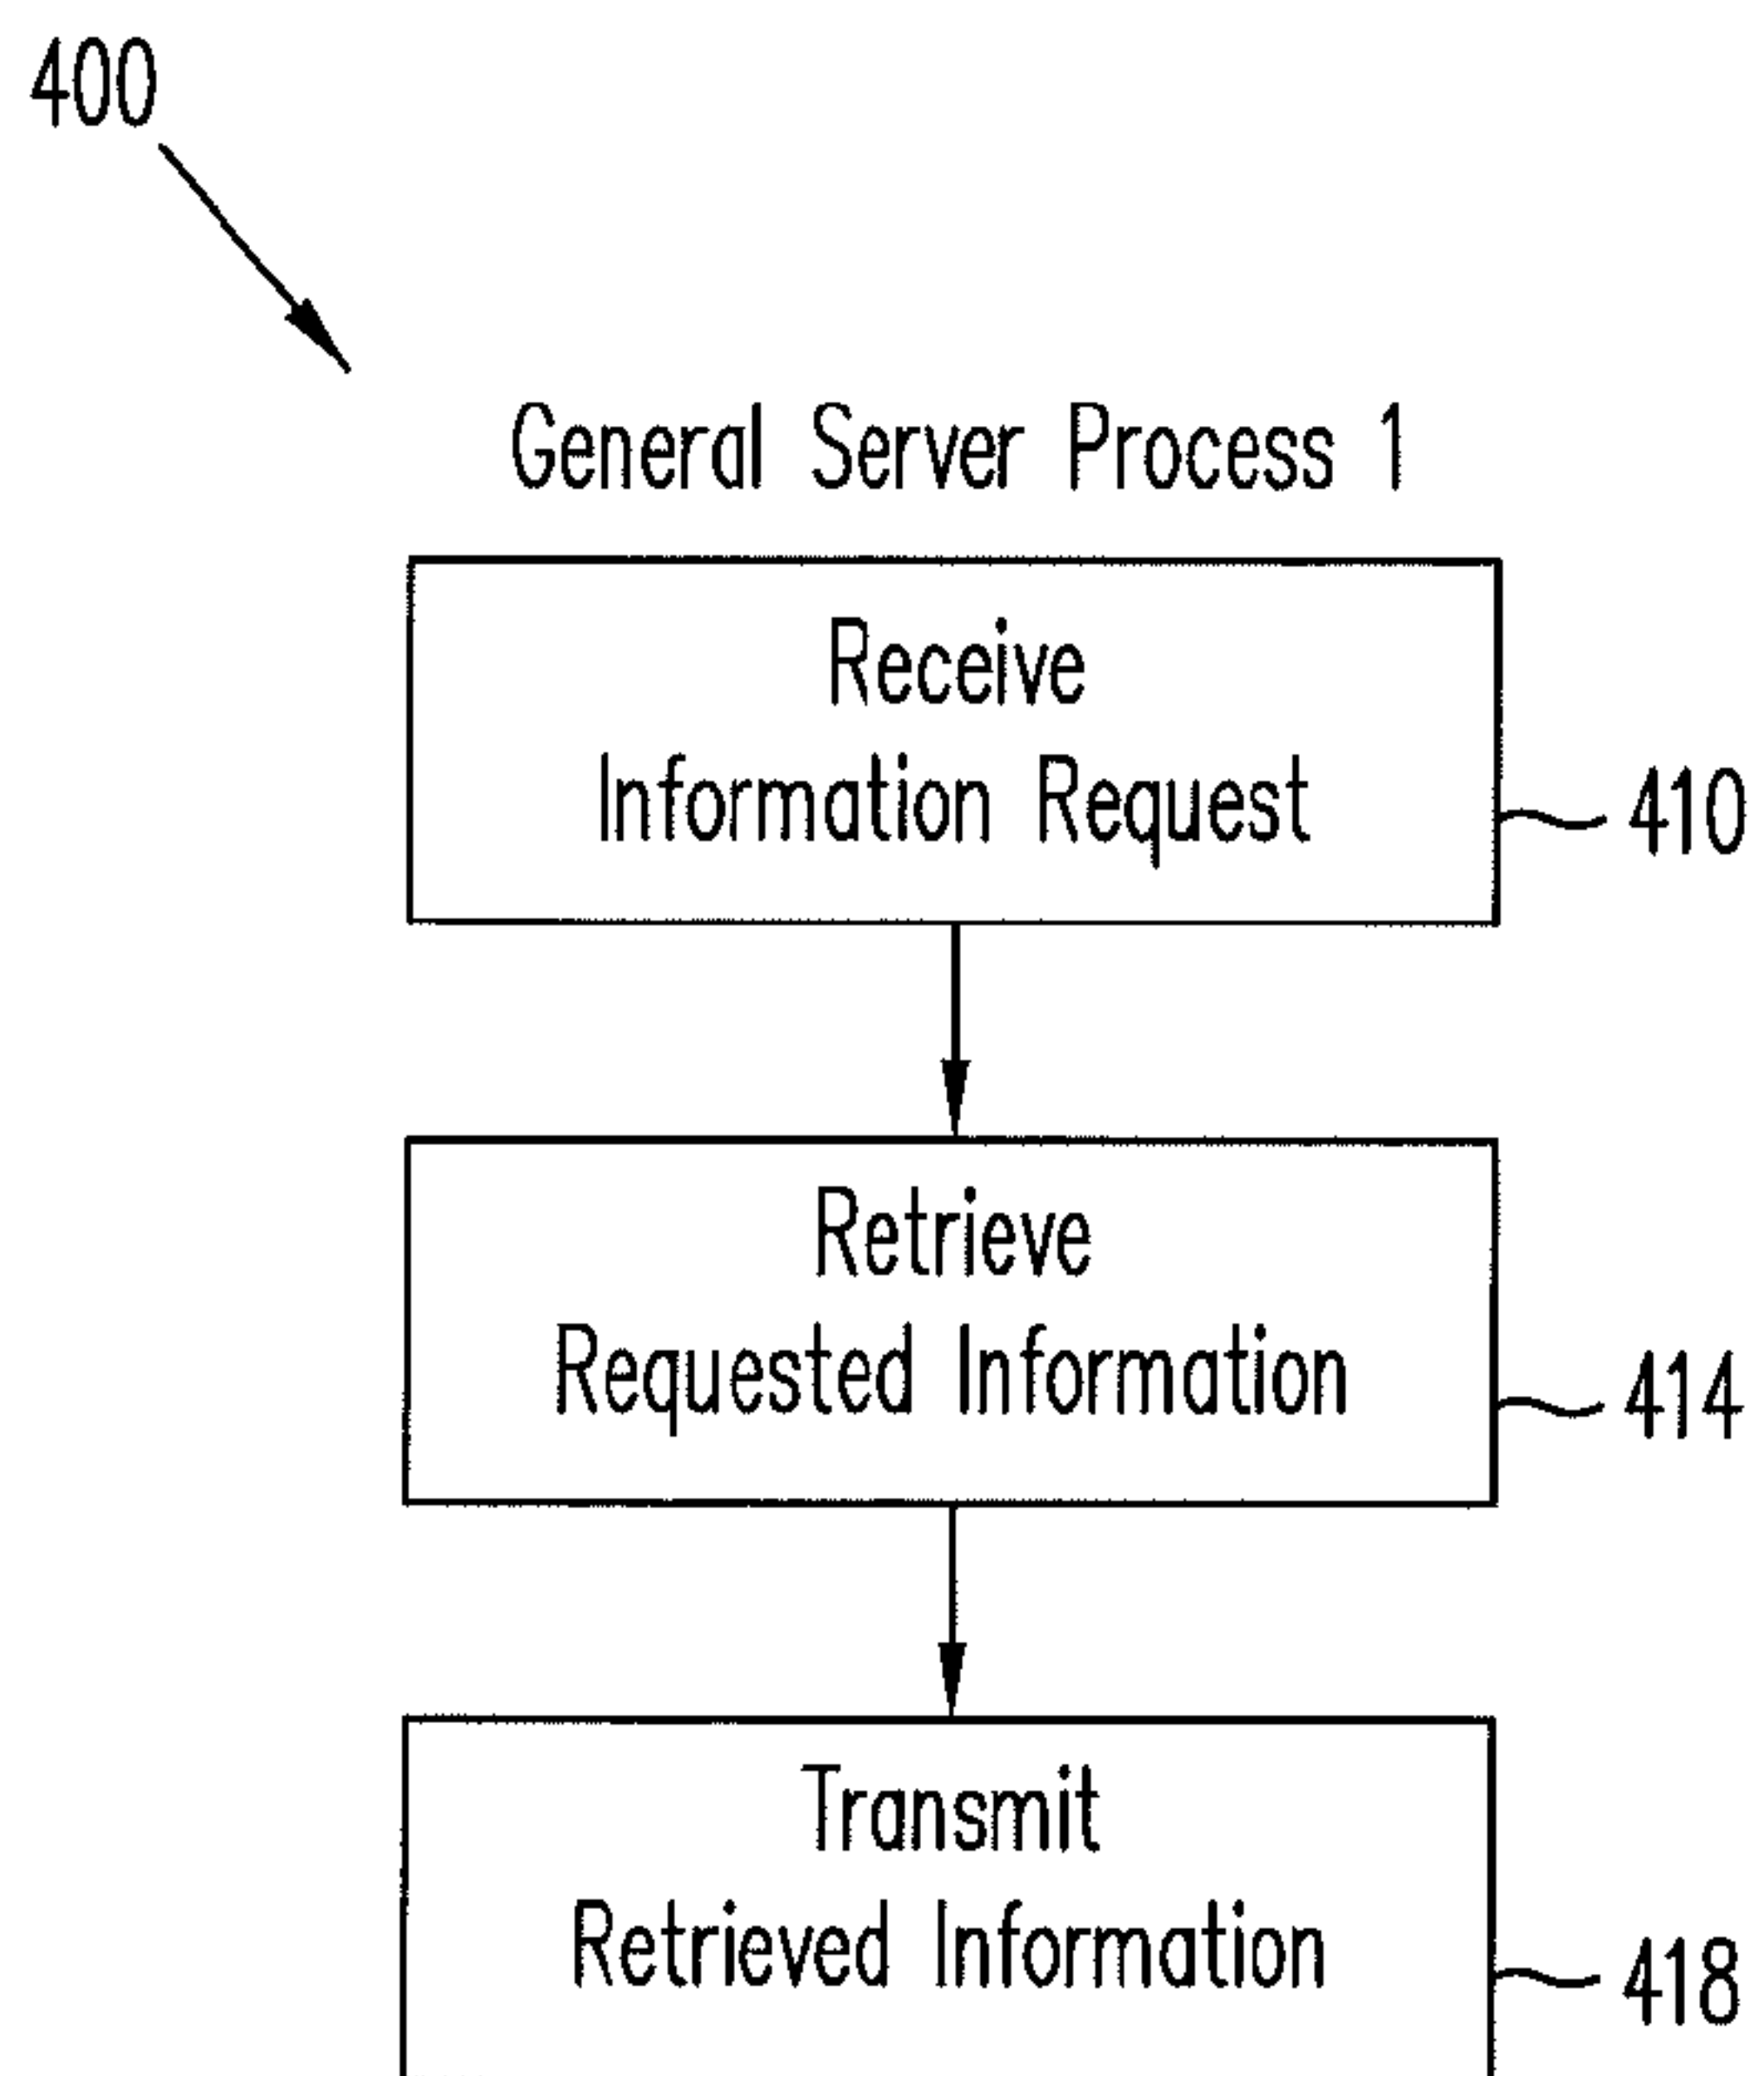 400
General Server Process 1
Receive
Information Request
410
Retrieve
Requested Information
414
Transmit
Retrieved Information
418